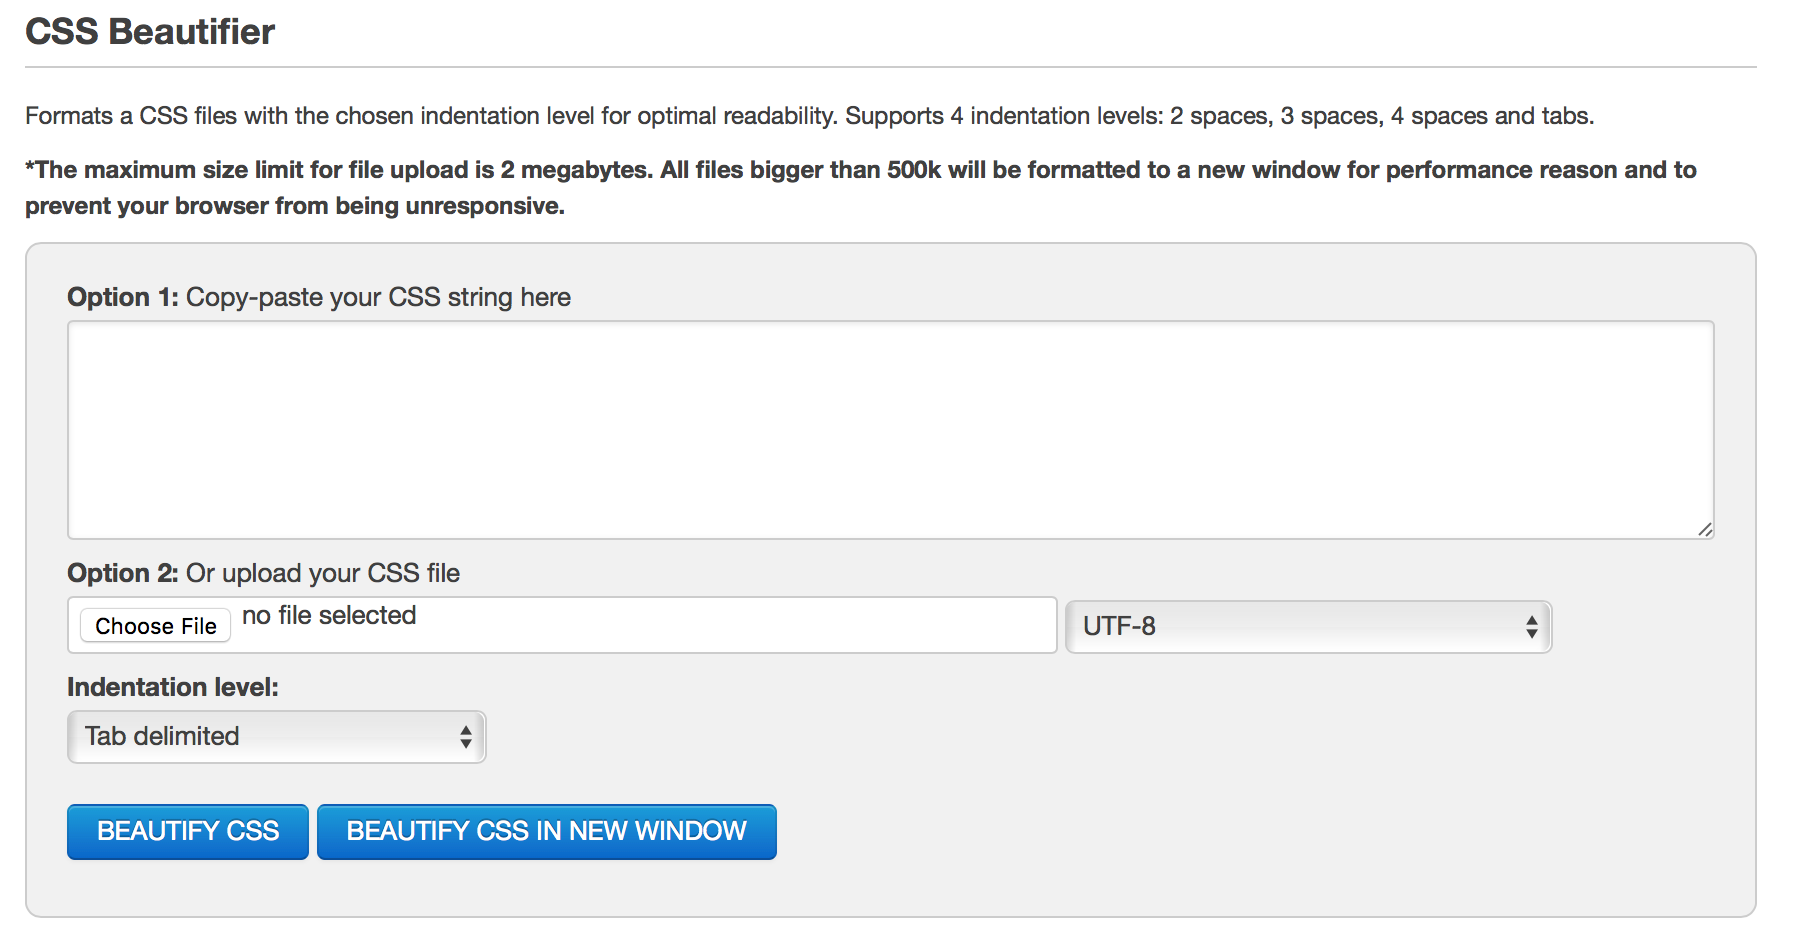 CSS Beautifier
Formats a CSS files with the chosen indentation level for optimal readability. Supports 4 indentation levels: 2 spaces, 3 spaces, 4 spaces and tabs.
*The maximum size limit for file upload is 2 megabytes. All files bigger than 500k will be formatted to a new window for performance reason and to
prevent your browser from being unresponsive.
Option 1: Copy-paste your CSS string here
Option 2: Or upload your CSS file
Choose File no file selected UTF-8
Indentation level:
Tab delimited
BEAUTIFY CSS BEAUTIFY CSS IN NEW WINDOW